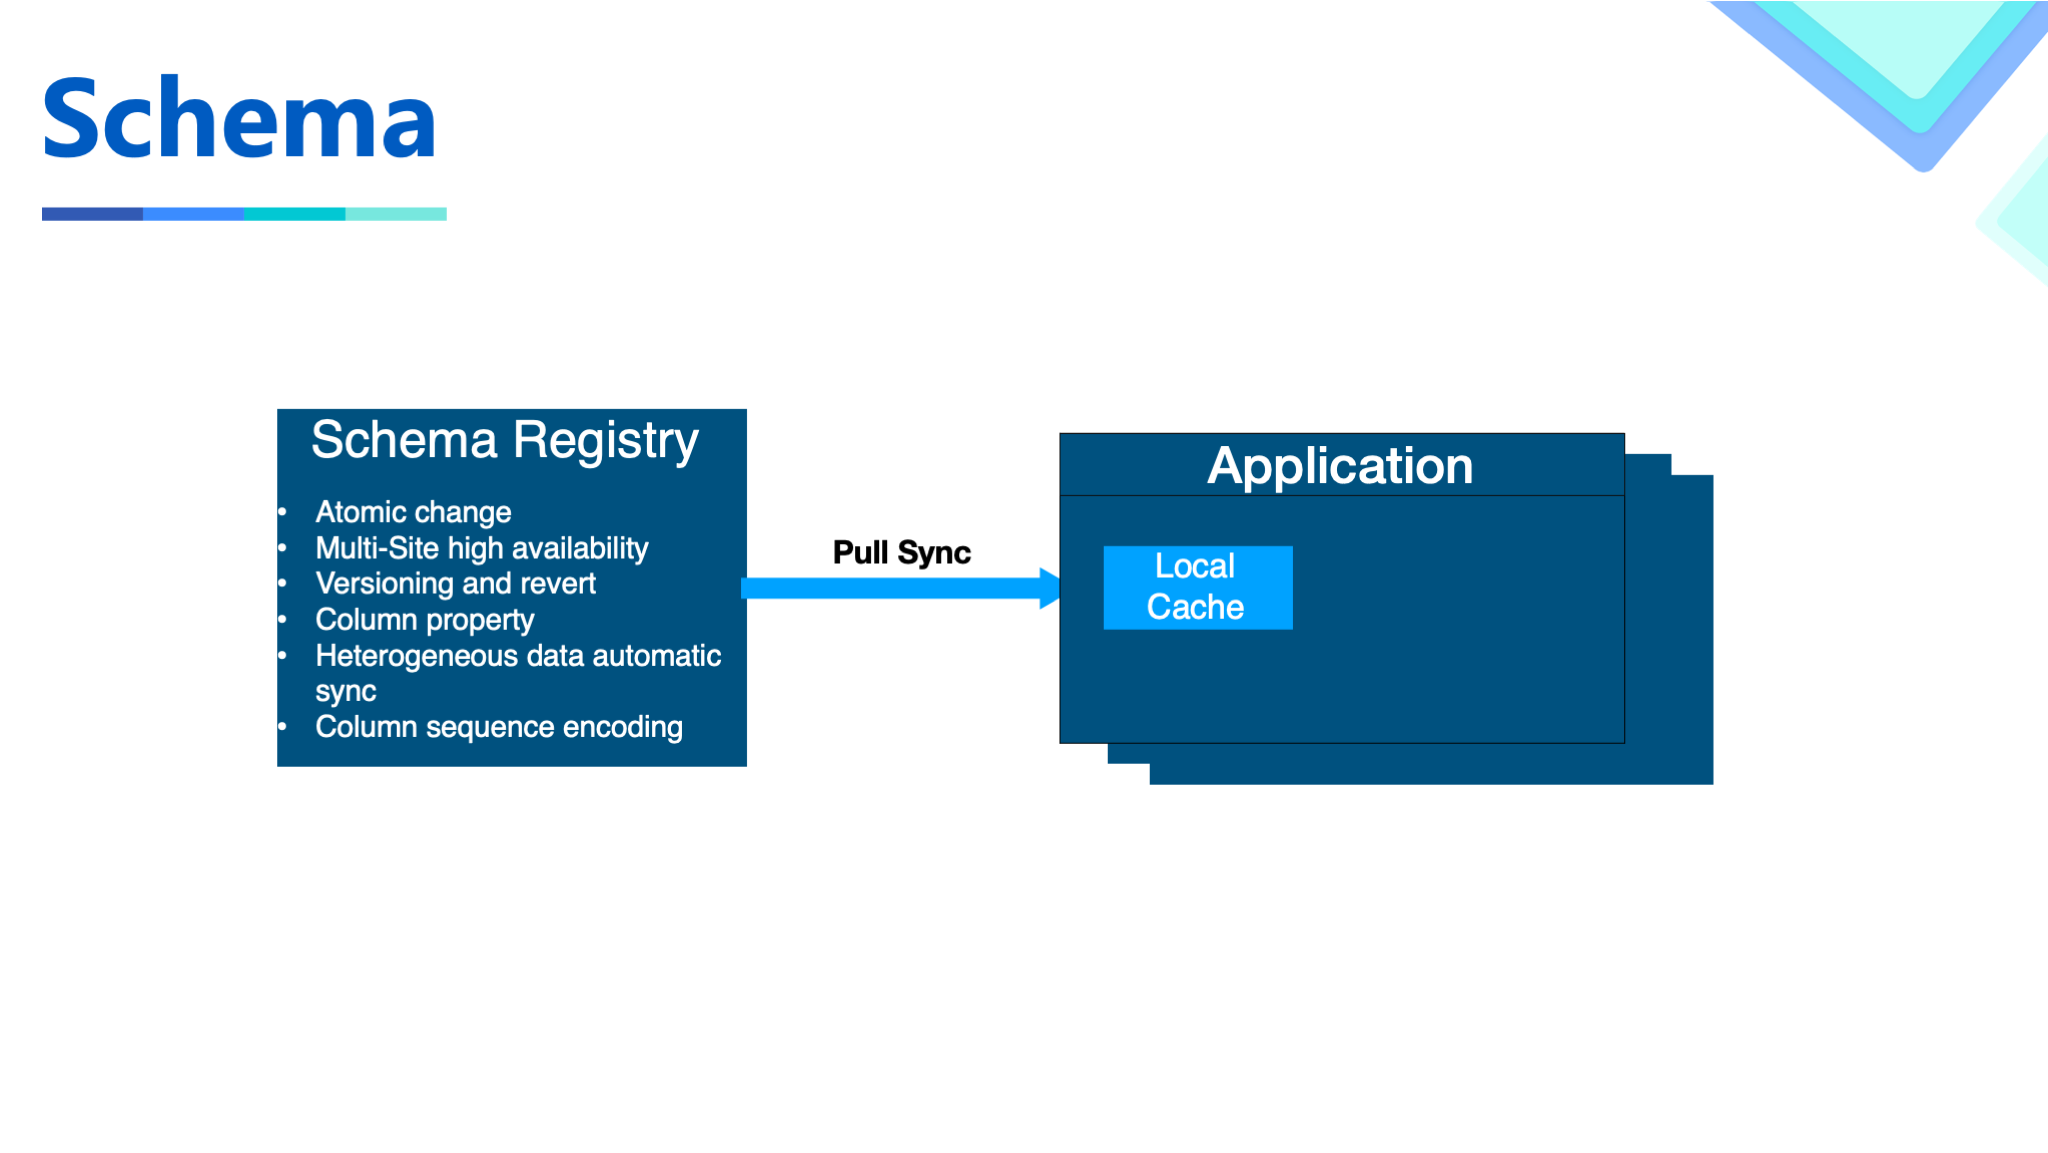 Schema
Schema Registry
• Atomic change
• Multi-Site high availability
• Versioning and revert
• Column property
• Heterogeneous data automatic
sync
• Column sequence encoding
Pull Sync
Application
Local
Cache